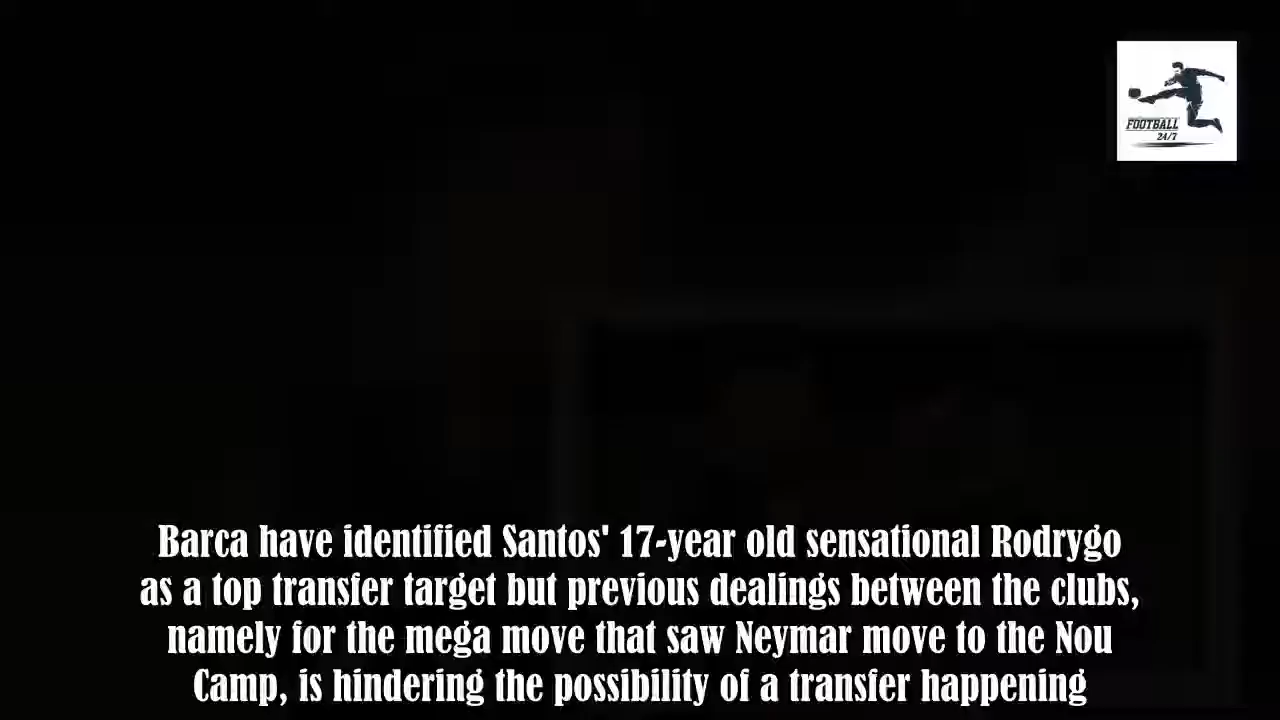 FOOTBALL
24/7
Barca have identified Santos' 17-year old sensational Rodrygo
as a top transfer target but previous dealings between the clubs,
namely for the mega move that saw Neymar move to the Nou
Camp, is hindering the possibility of a transfer happening